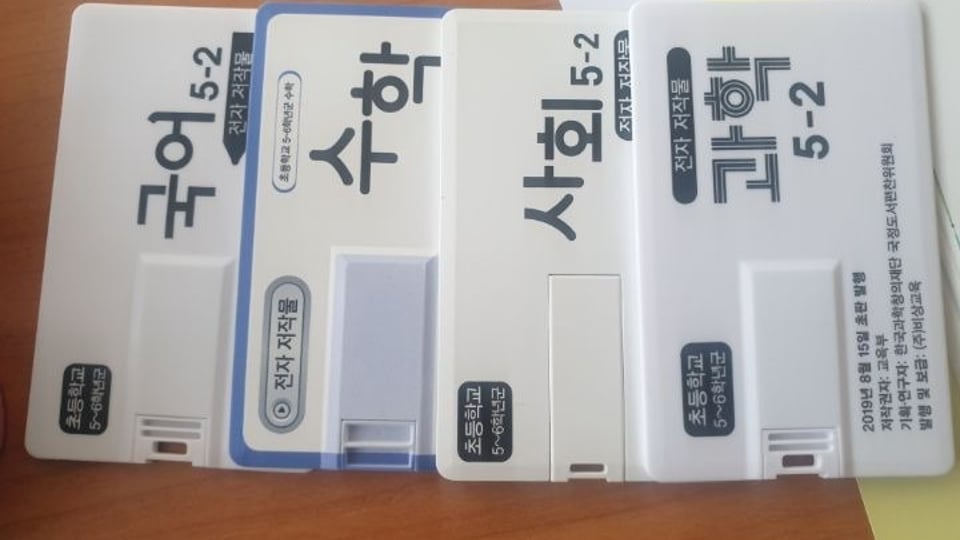 국어 5-2
전자 저작물
초등학교
5~6학년군
초등학교 5~6학년군 수학
수학
전자 저작물
사회 5-2
전자 저작물
초등학교
5~6학년군
전자 저작물
과학
5-2
초등학교
5~6학년군
2019년 8월 15일 초판 발행
저작권자: 교육부
기획·연구자: 한국과학창의재단 국정도서편찬위원회
발행 및 보급: (주)비상교육